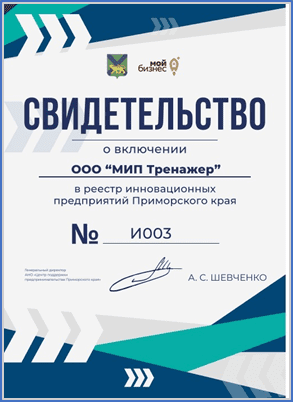 мой
бизнес
СВИДЕТЕЛЬСТВО
о включении
ООО “МИП Тренажер”
в реестр инновационных
предприятий Приморского края
№ И003
Генеральный директор
АНО «Центр поддержки
предпринимательства Приморского края»
А. С. ШЕВЧЕНКО